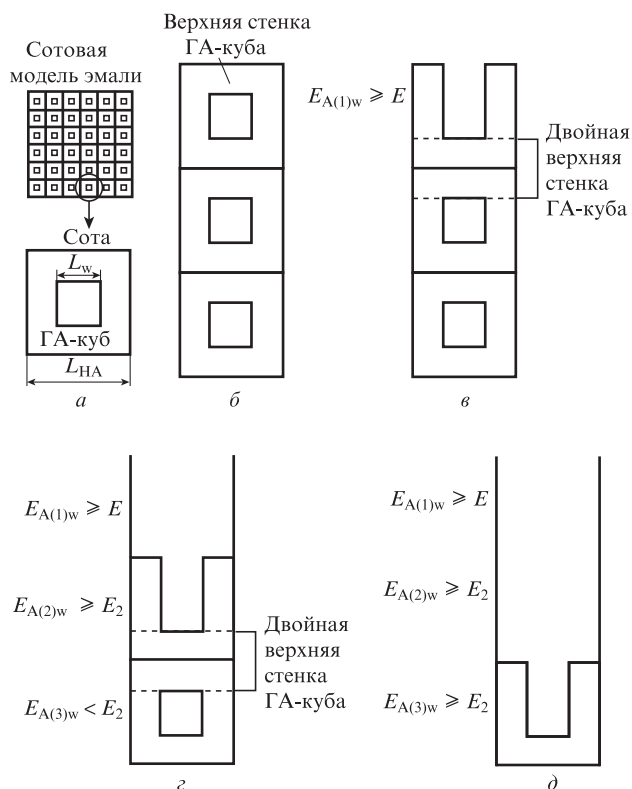 Сотовая
модель эмали
Сота
L_w
ГА-куб
L_HA
а
Верхняя стенка
ГА-куба
б
E_A(1)w ⩾ E
Двойная
верхняя
стенка
ГА-куба
в
E_A(1)w ⩾ E
E_A(2)w ⩾ E_2
E_A(3)w < E_2
Двойная
верхняя
стенка
ГА-куба
г
E_A(1)w ⩾ E
E_A(2)w ⩾ E_2
E_A(3)w ⩾ E_2
д